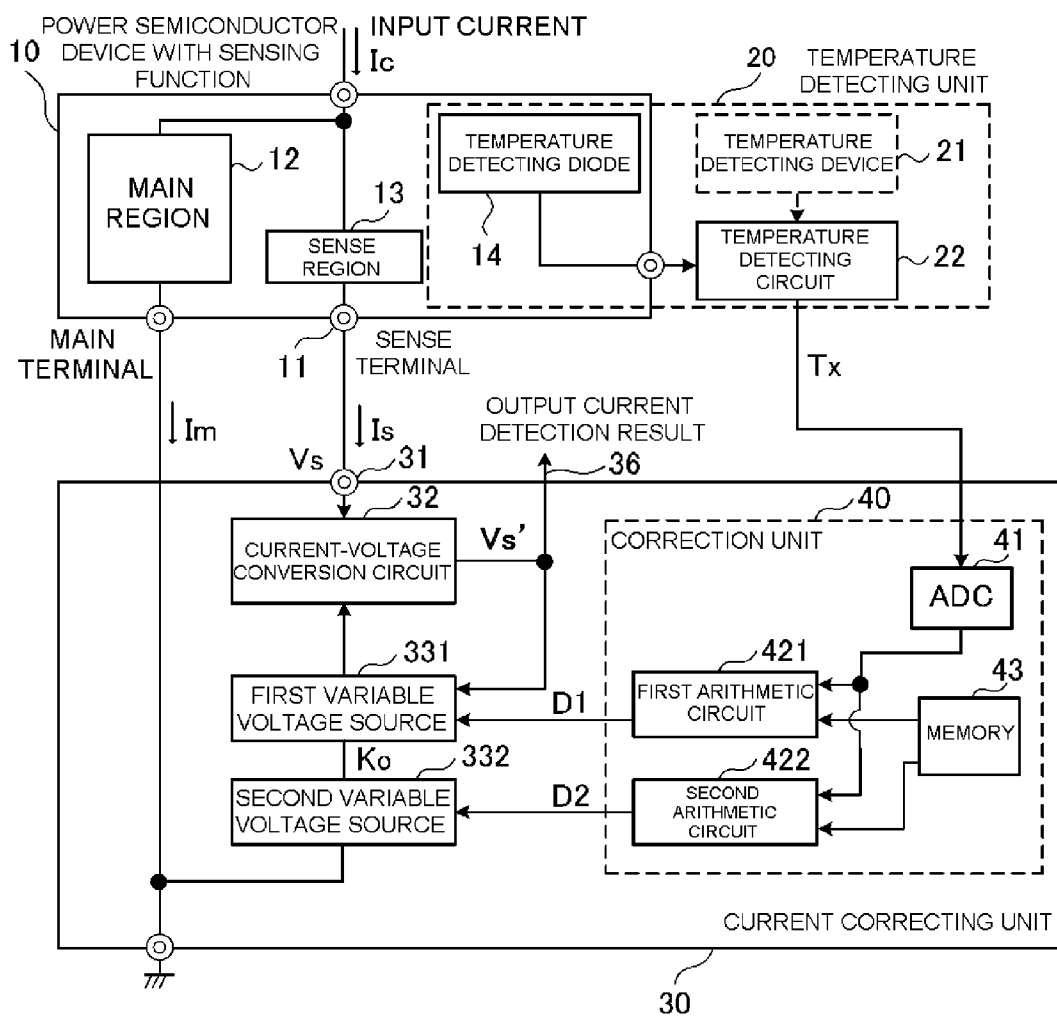 POWER SEMICONDUCTOR
DEVICE WITH SENSING
FUNCTION
10
INPUT CURRENT
Ic
20
TEMPERATURE
DETECTING UNIT
MAIN
REGION
12
13
SENSE
REGION
TEMPERATURE
DETECTING DIODE
14
TEMPERATURE
DETECTING DEVICE
21
TEMPERATURE
DETECTING
CIRCUIT
22
MAIN
TERMINAL
11
SENSE
TERMINAL
Tx
Im
Is
Vs
31
OUTPUT CURRENT
DETECTION RESULT
36
32
CURRENT-VOLTAGE
CONVERSION CIRCUIT
Vs'
40
CORRECTION UNIT
41
ADC
331
FIRST VARIABLE
VOLTAGE SOURCE
D1
421
FIRST ARITHMETIC
CIRCUIT
43
MEMORY
Ko
332
SECOND VARIABLE
VOLTAGE SOURCE
D2
422
SECOND
ARITHMETIC
CIRCUIT
CURRENT CORRECTING UNIT
30